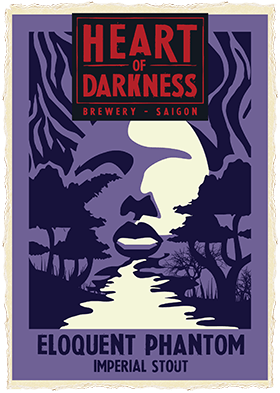 HEART
OF
DARKNESS
BREWERY - SAIGON
ELOQUENT PHANTOM
IMPERIAL STOUT